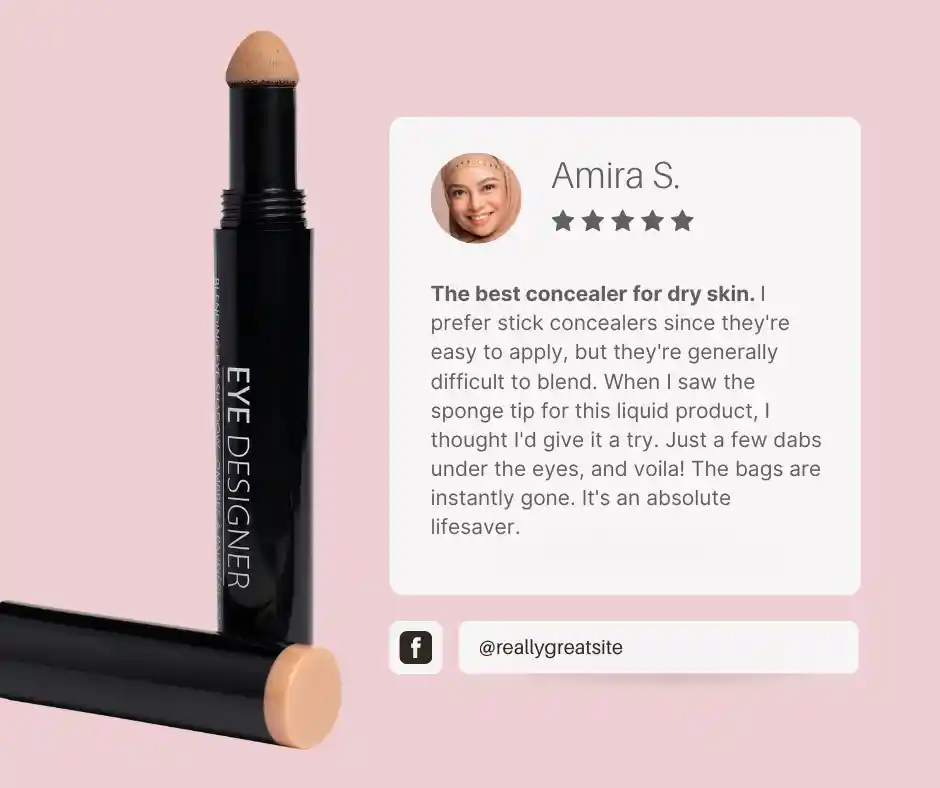 EYE DESIGNER
Amira S.
The best concealer for dry skin. I
prefer stick concealers since they're
easy to apply, but they're generally
difficult to blend. When I saw the
sponge tip for this liquid product, I
thought I'd give it a try. Just a few dabs
under the eyes, and voila! The bags are
instantly gone. It's an absolute
lifesaver.
@reallygreatsite